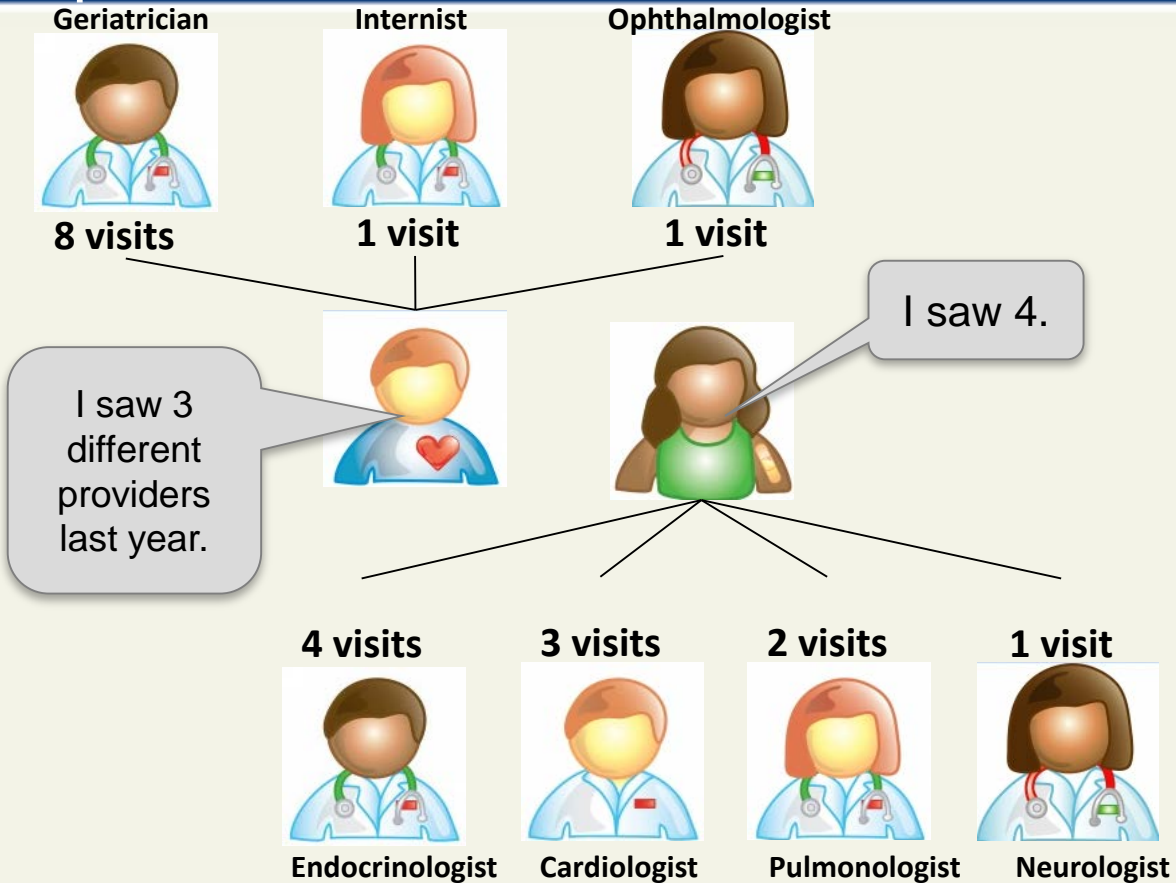 Geriatrician Internist Ophthalmologist
8 visits 1 visit 1 visit
I saw 4.
I saw 3
different
providers
last year.
4 visits 3 visits 2 visits 1 visit
Endocrinologist Cardiologist Pulmonologist Neurologist